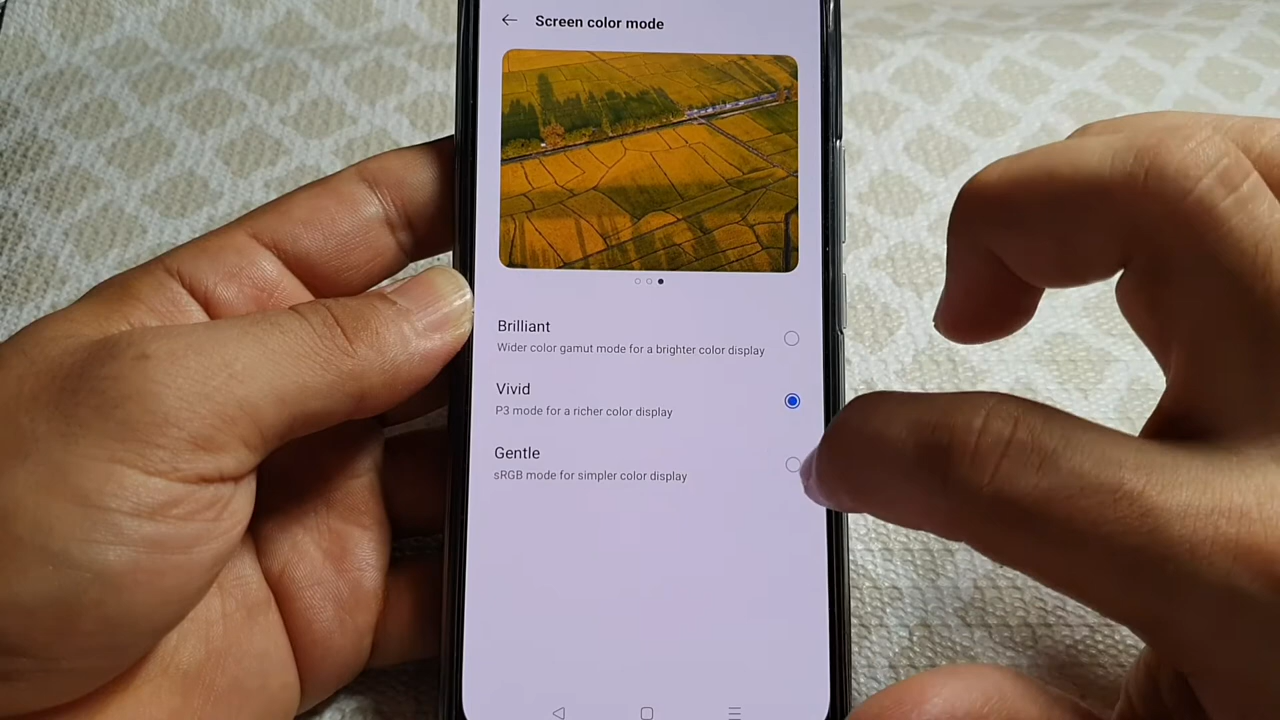 Screen color mode
Brilliant
Wider color gamut mode for a brighter color display
Vivid
P3 mode for a richer color display
Gentle
sRGB mode for simpler color display